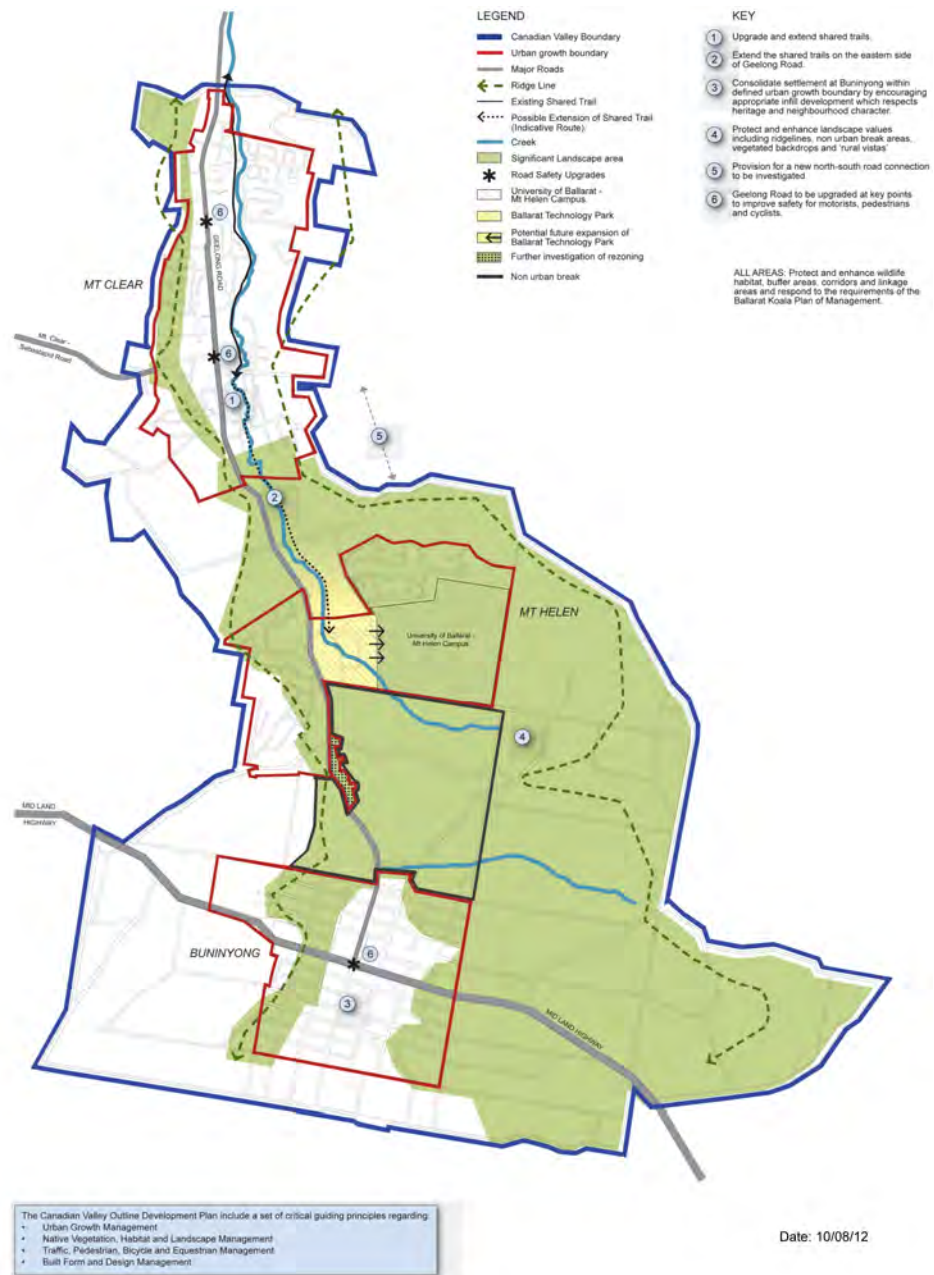 LEGEND
Canadian Valley Boundary
Urban growth boundary
Major Roads
Ridge Line
Existing Shared Trail
Possible Extension of Shared Trail
(Indicative Route)
Creek
Significant Landscape area
Road Safety Upgrades
University of Ballarat -
Mt Helen Campus
Ballarat Technology Park
Potential future expansion of
Ballarat Technology Park
Further investigation of rezoning
Non urban break
KEY
1 Upgrade and extend shared trails.
2 Extend the shared trails on the eastern side
of Geelong Road.
3 Consolidate settlement at Buninyong within
defined urban growth boundary by encouraging
appropriate infill development which respects
heritage and neighbourhood character.
4 Protect and enhance landscape values
including ridgelines, non urban break areas,
vegetated backdrops and 'rural vistas'
5 Provision for a new north-south road connection
to be investigated
6 Geelong Road to be upgraded at key points
to improve safety for motorists, pedestrians
and cyclists.
ALL AREAS: Protect and enhance wildlife
habitat, buffer areas, corridors and linkage
areas and respond to the requirements of the
Ballarat Koala Plan of Management.
6
GEELONG ROAD
MT CLEAR
Mt. Clear -
Sebastapol Road
6
1
5
2
MT HELEN
University of Ballarat -
Mt Helen Campus
4
MID LAND
HIGHWAY
BUNINYONG
6
3
MID LAND HIGHWAY
The Canadian Valley Outline Development Plan include a set of critical guiding principles regarding:
• Urban Growth Management
• Native Vegetation, Habitat and Landscape Management
• Traffic, Pedestrian, Bicycle and Equestrian Management
• Built Form and Design Management
Date: 10/08/12